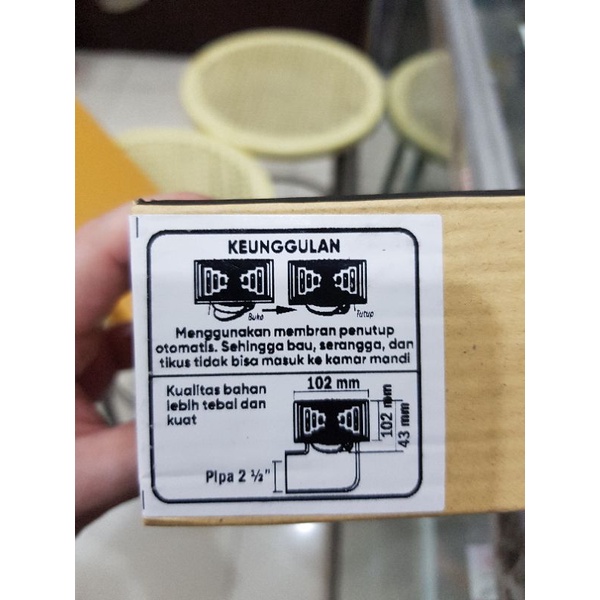 KEUNGGULAN
Buka
Tutup
Menggunakan membran penutup
otomatis. Sehingga bau, serangga, dan
tikus tidak bisa masuk ke kamar mandi
Kualitas bahan
lebih tebal dan
kuat
102 mm
102 mm
43 mm
Pipa 2 ½"